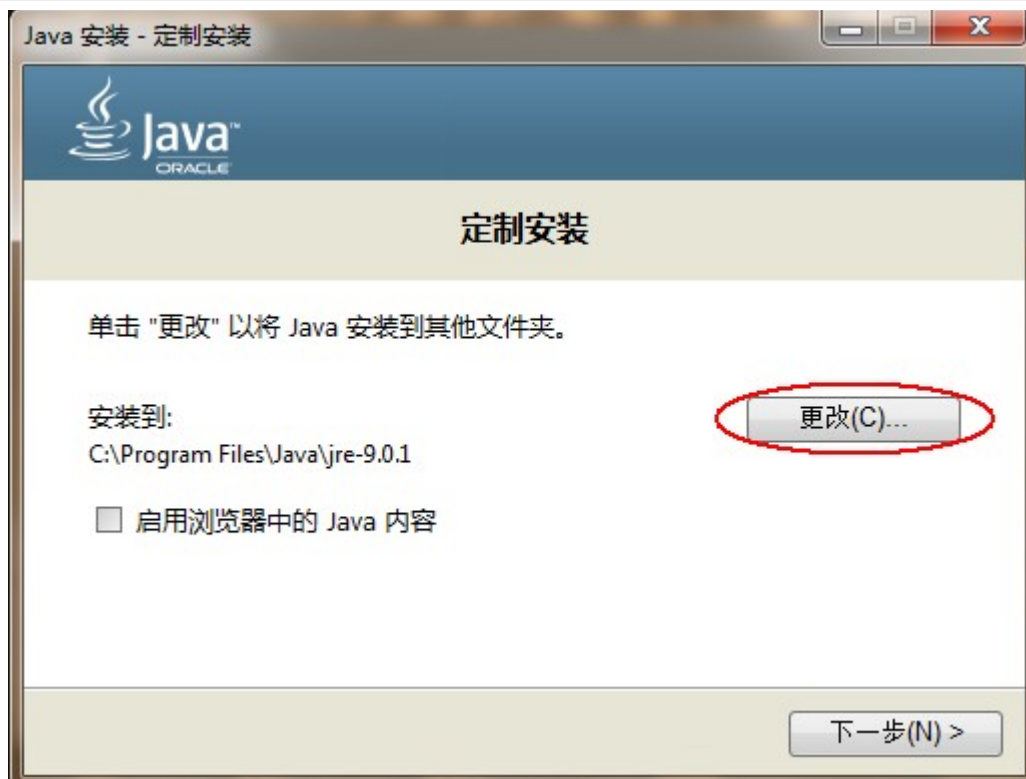 Java 安装 - 定制安装
Java™
ORACLE
定制安装
单击 "更改" 以将 Java 安装到其他文件夹。
安装到:
更改(C)...
C:\Program Files\Java\jre-9.0.1
启用浏览器中的 Java 内容
下一步(N) >